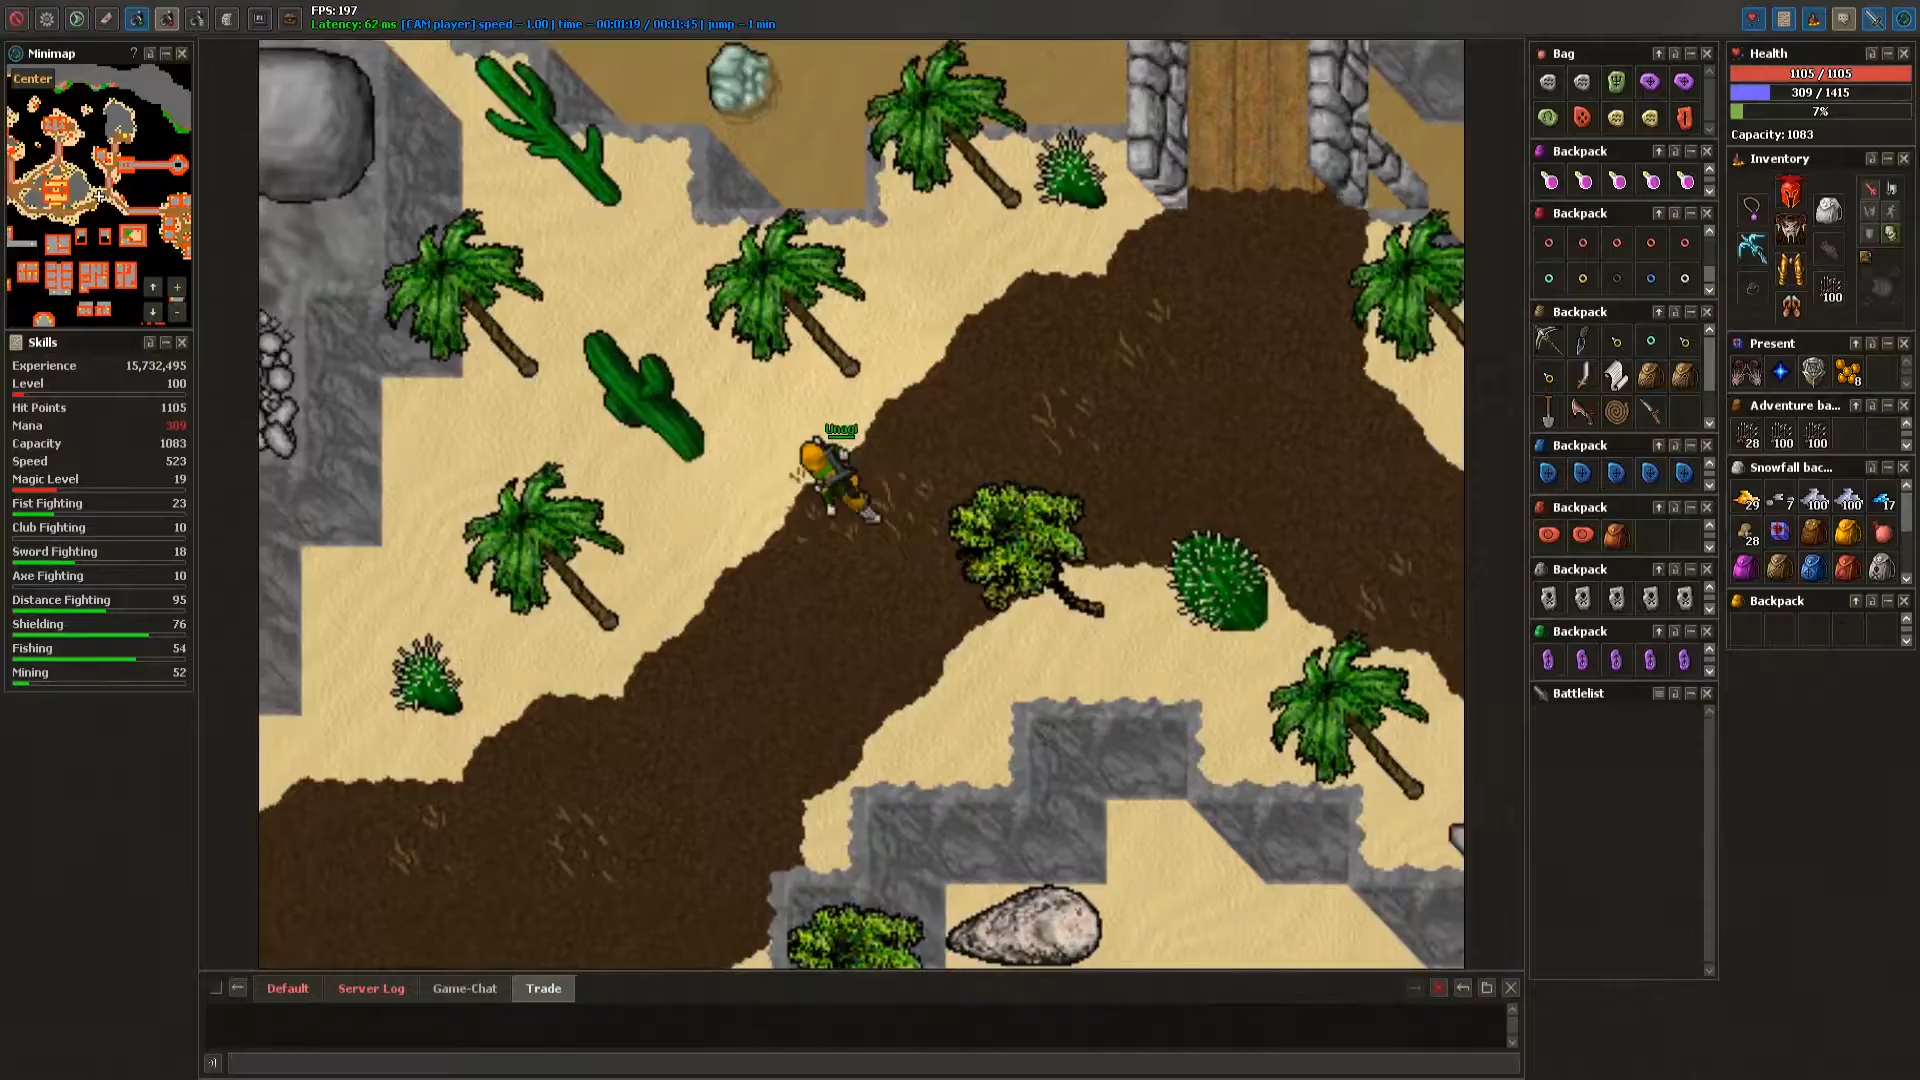 FPS: 197
Latency: 62 ms [CAM player] speed - 1.00 | time - 00:01:19 / 00:11:45 | jump - 1 min
Minimap
?
Center
+
-
Skills
Experience 15,732,495
Level 100
Hit Points 1105
Mana 309
Capacity 1083
Speed 523
Magic Level 19
Fist Fighting 23
Club Fighting 10
Sword Fighting 18
Axe Fighting 10
Distance Fighting 95
Shielding 76
Fishing 54
Mining 52
Unagi
Default
Server Log
Game-Chat
Trade
Bag
Backpack
Backpack
Backpack
Backpack
Backpack
Backpack
Backpack
Battlelist
Health
1105 / 1105
309 / 1415
7%
Capacity: 1083
Inventory
100
Present
8
Adventure ba...
28 100 100
Snowfall bac...
29 7 100 100 17
28
Backpack